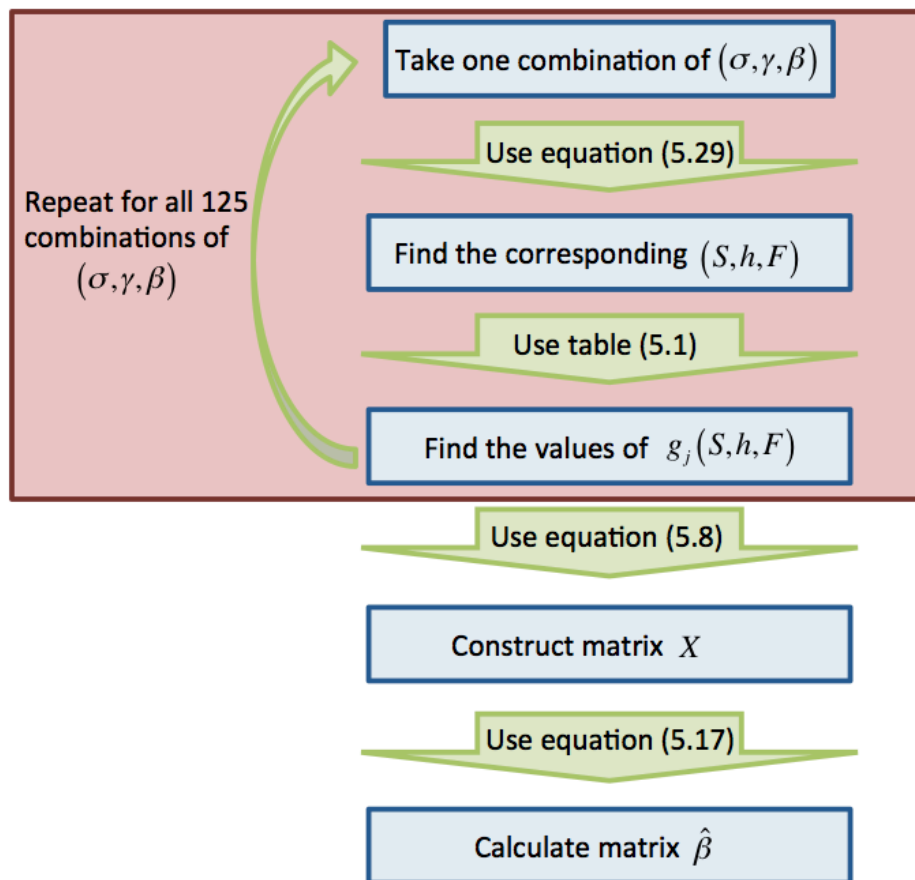 Take one combination of (σ,γ,β)
Use equation (5.29)
Repeat for all 125
combinations of
(σ,γ,β)
Find the corresponding (S,h,F)
Use table (5.1)
Find the values of g_j(S,h,F)
Use equation (5.8)
Construct matrix X
Use equation (5.17)
Calculate matrix β̂